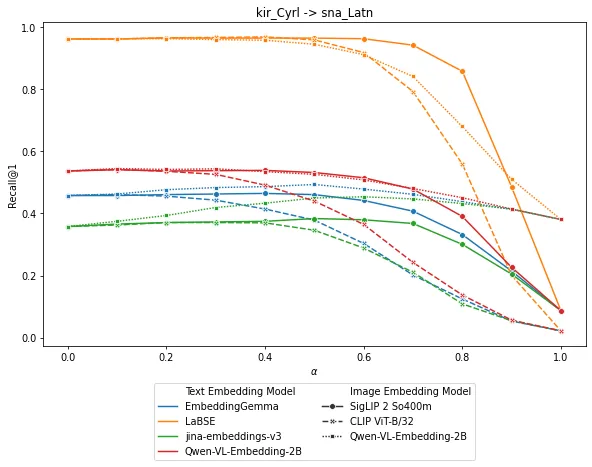 kir_Cyrl -> sna_Latn
Recall@1
1.0
0.8
0.6
0.4
0.2
0.0
0.0 0.2 0.4 0.6 0.8 1.0
α
Text Embedding Model
EmbeddingGemma
LaBSE
jina-embeddings-v3
Qwen-VL-Embedding-2B
Image Embedding Model
SigLIP 2 So400m
CLIP ViT-B/32
Qwen-VL-Embedding-2B